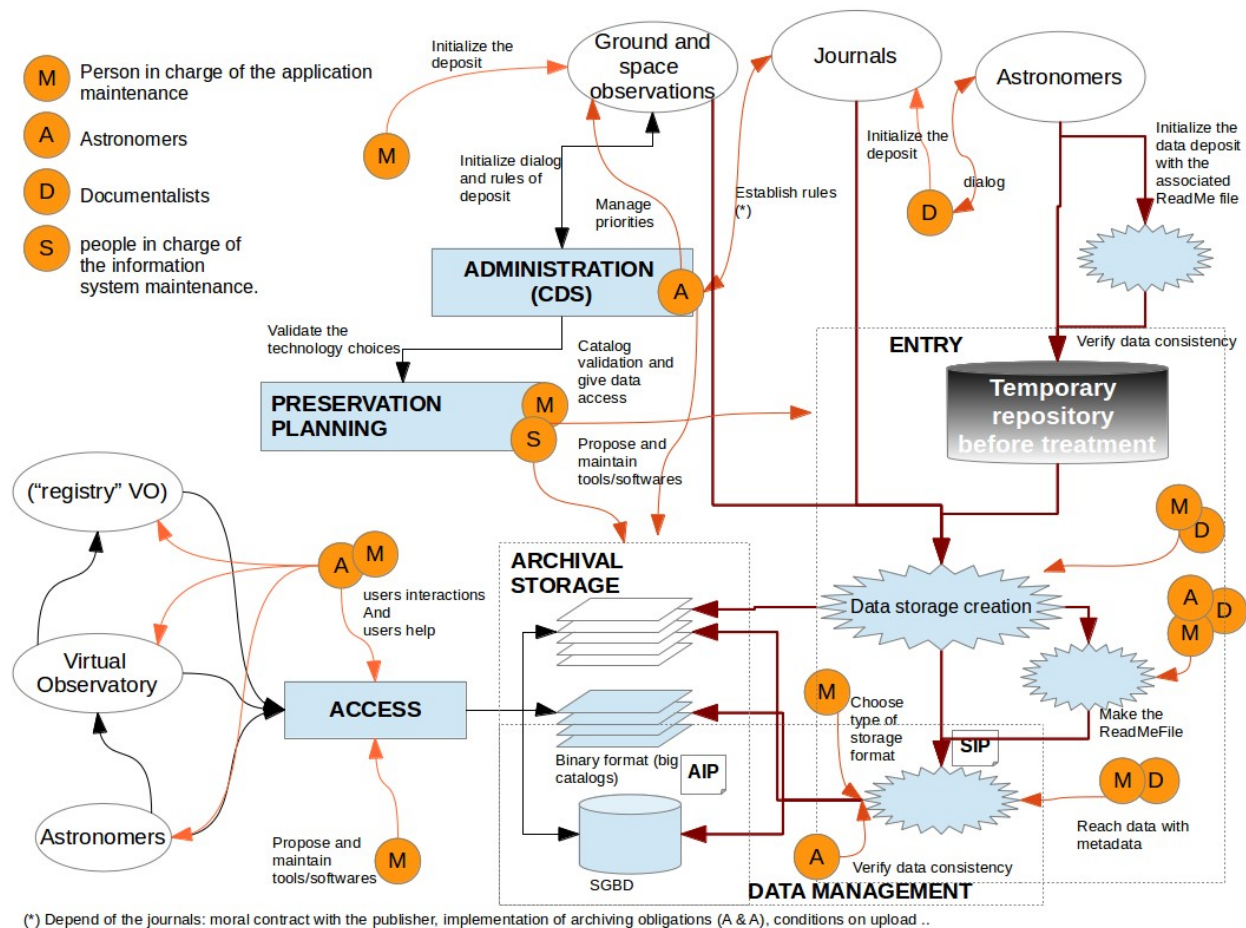 M
Person in charge of the application
maintenance
A
Astronomers
D
Documentalists
S
people in charge of
the information
system maintenance.
Initialize the
deposit
M
Ground and
space
observations
Journals
Astronomers
Initialize dialog
and rules of
deposit
Manage
priorities
Establish rules
(*)
Initialize the
deposit
D
dialog
Initialize the
data deposit
with the
associated
ReadMe file
ADMINISTRATION
(CDS)
A
Validate the
technology choices
Catalog
validation and
give data
access
ENTRY
Verify data consistency
Temporary
repository
before treatment
PRESERVATION
PLANNING
M
S
Propose and
maintain
tools/softwares
("registry" VO)
A
M
users interactions
And
users help
Virtual
Observatory
ACCESS
Astronomers
Propose and
maintain
tools/softwares
M
ARCHIVAL
STORAGE
Binary format (big
catalogs)
AIP
SGBD
Data storage creation
M
D
A
D
M
Make the
ReadMeFile
M
Choose
type of
storage
format
SIP
M
D
Reach data with
metadata
A
Verify data consistency
DATA MANAGEMENT
(*) Depend of the journals: moral contract with the publisher, implementation of archiving obligations (A & A), conditions on upload ..